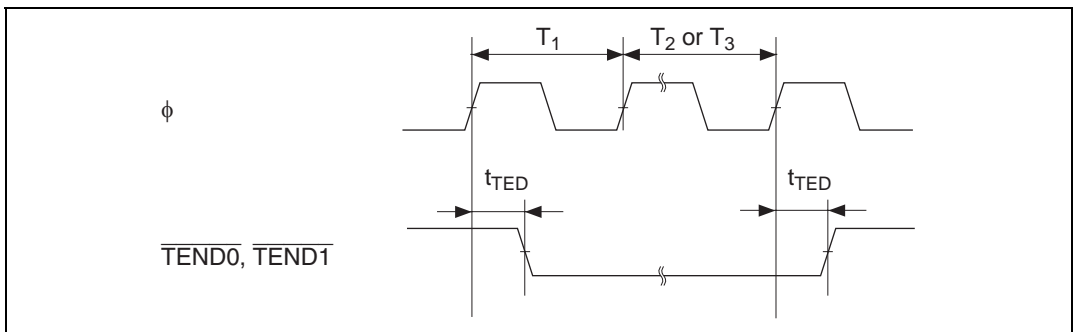 T₁ T₂ or T₃
ϕ
tTED tTED
TEND0, TEND1